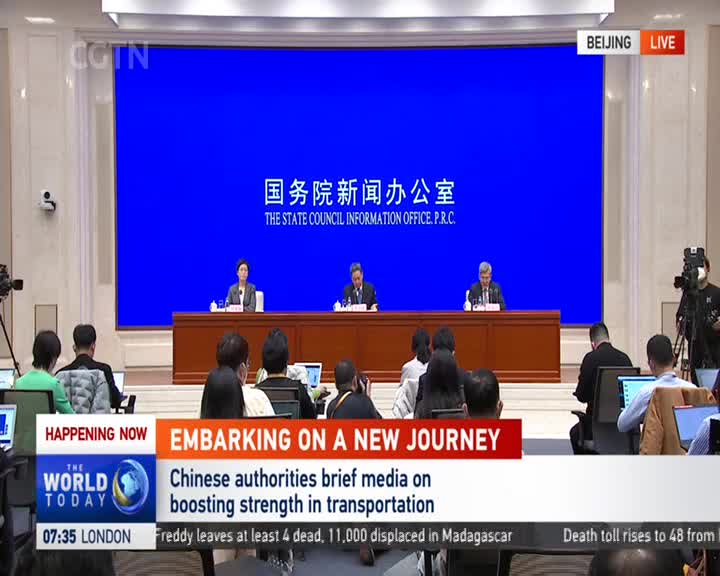 CGTN
BEIJING LIVE
国务院新闻办公室
THE STATE COUNCIL INFORMATION OFFICE, P.R.C.
HAPPENING NOW
EMBARKING ON A NEW JOURNEY
THE WORLD TODAY
Chinese authorities brief media on
boosting strength in transportation
07:35 LONDON
Freddy leaves at least 4 dead, 11,000 displaced in Madagascar
Death toll rises to 48 from